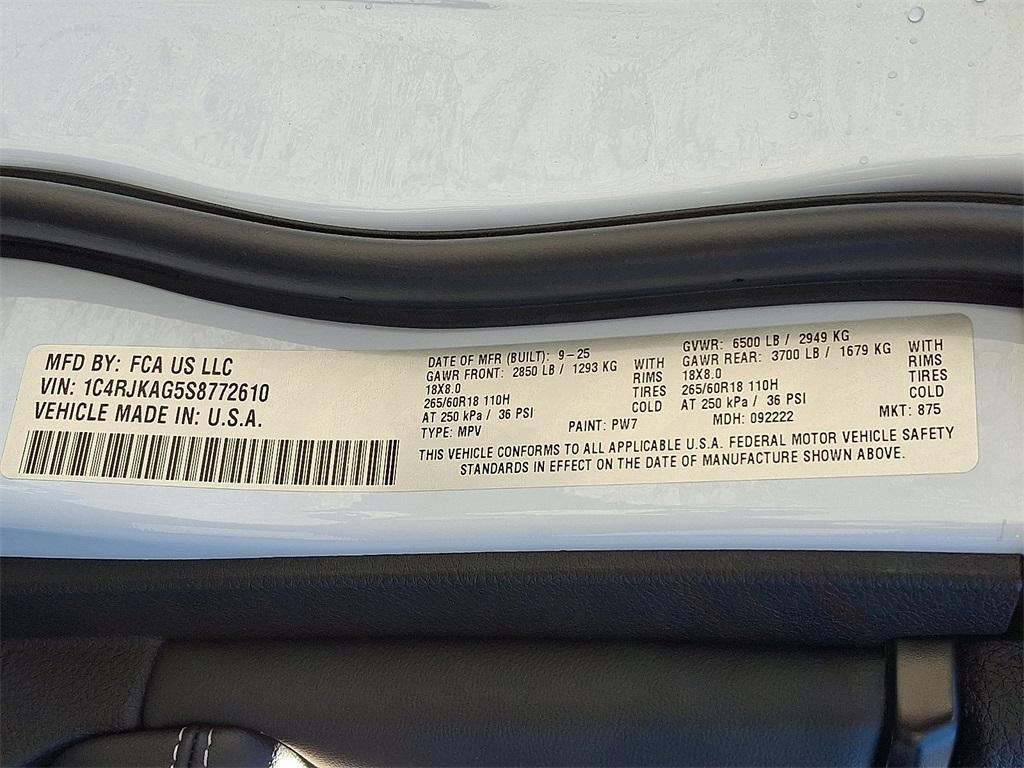 MFD BY: FCA US LLC
VIN: 1C4RJKAG5S8772610
VEHICLE MADE IN: U.S.A.
DATE OF MFR (BUILT): 9-25
GAWR FRONT: 2850 LB / 1293 KG WITH
18X8.0 RIMS
265/60R18 110H TIRES
AT 250 kPa / 36 PSI COLD
TYPE: MPV PAINT: PW7
GVWR: 6500 LB / 2949 KG
GAWR REAR: 3700 LB / 1679 KG WITH
18X8.0 RIMS
265/60R18 110H TIRES
AT 250 kPa / 36 PSI COLD
MDH: 092222 MKT: 875
THIS VEHICLE CONFORMS TO ALL APPLICABLE U.S.A. FEDERAL MOTOR VEHICLE SAFETY
STANDARDS IN EFFECT ON THE DATE OF MANUFACTURE SHOWN ABOVE.